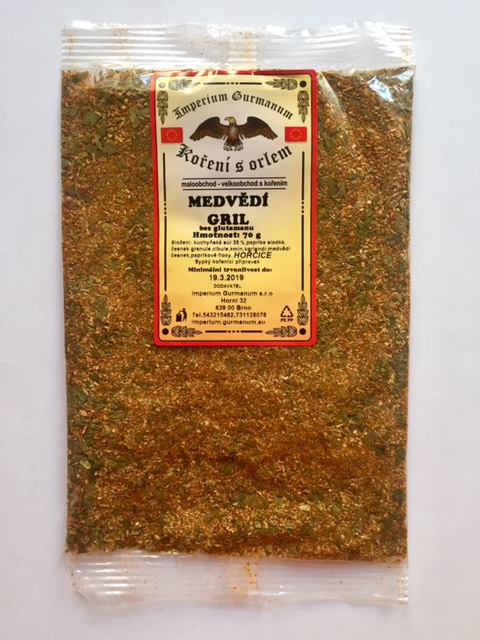 Imperium Gurmanum
Koření s orlem
maloobchod - velkoobchod s kořením
MEDVĚDÍ
GRIL
bez glutamanu
Hmotnost: 70 g
Složení: kuchyňská sůl 35 %,paprika sladká,
česnek granule,cibule,kmín,koriandr,medvědí
česnek,paprikové floky, HOŘČICE
Sypký kořenící přípravek
Minimální trvanlivost do:
19.3.2019
DODAVATEL
Imperium Gurmanum s.r.o
Horní 32
639 00 Brno
Tel.543215482,731128078
imperium.gurmanum.eu
PE PP